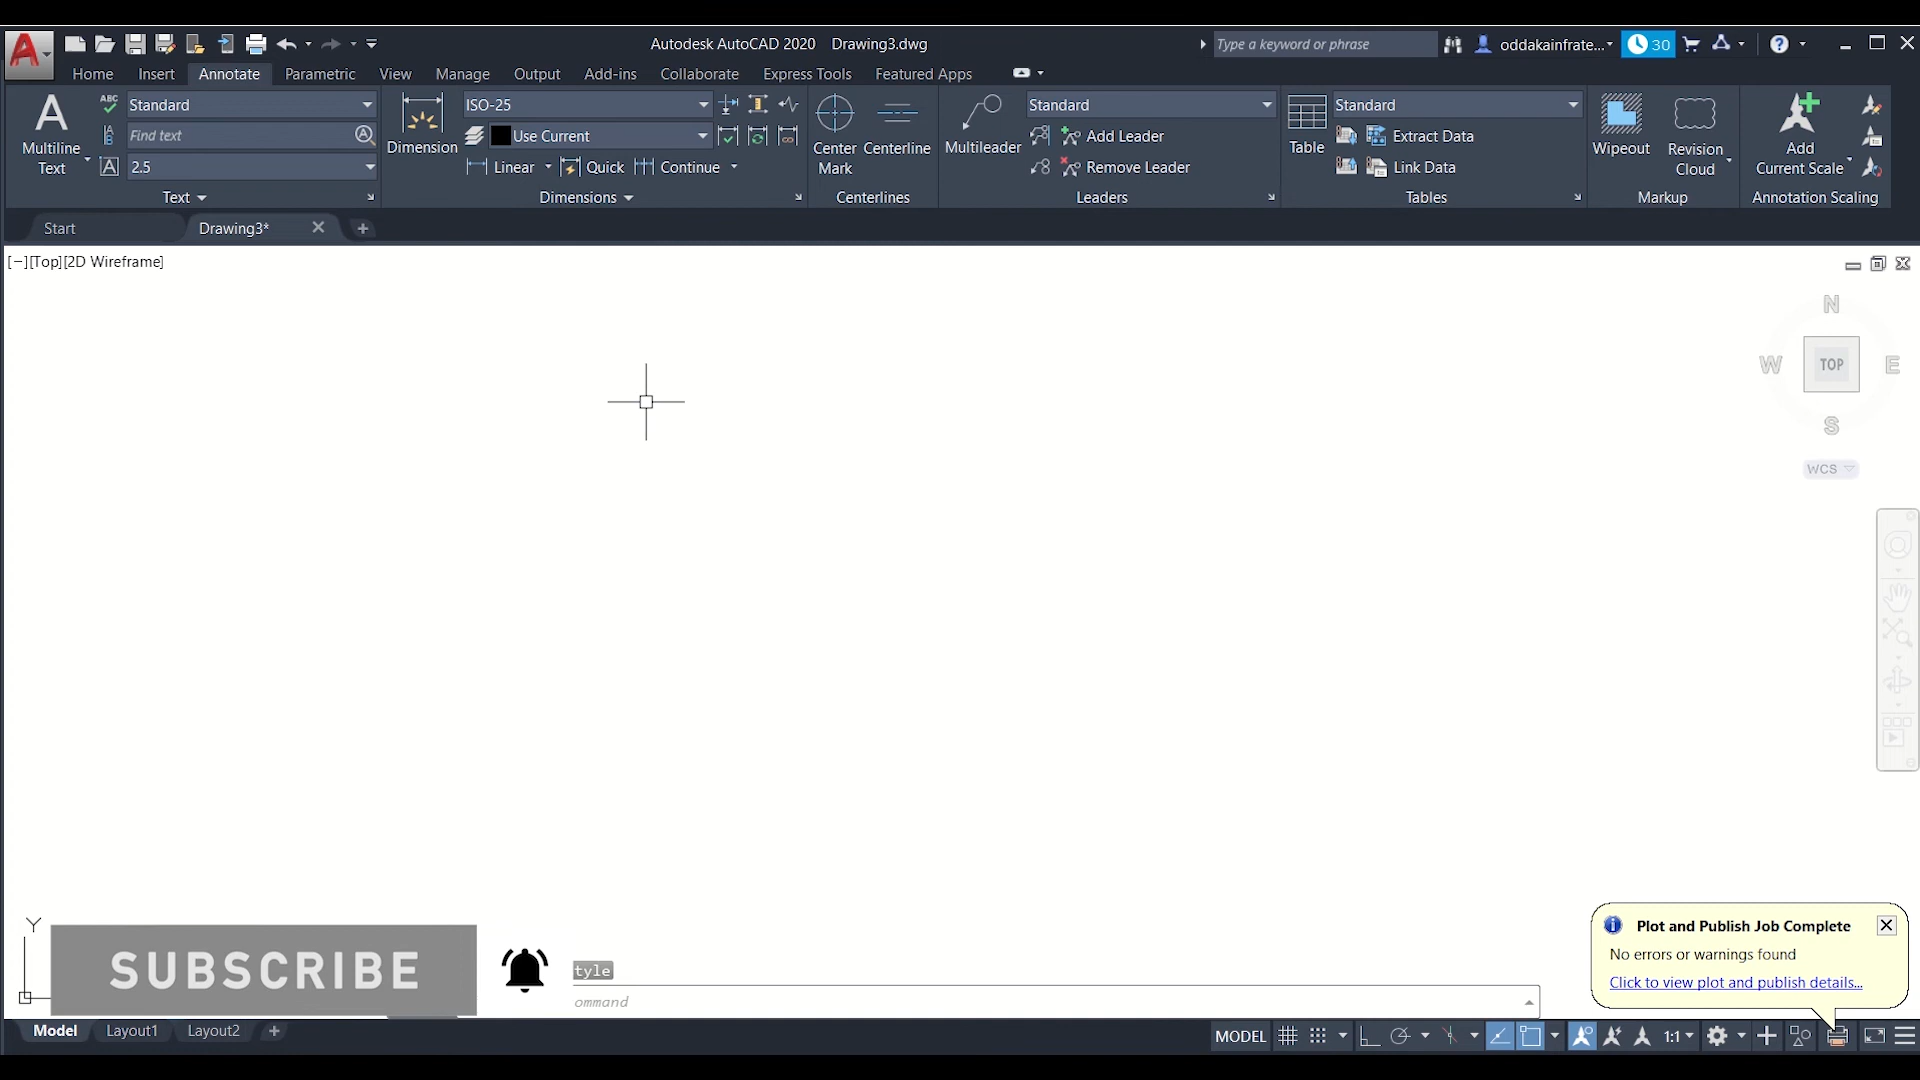 Autodesk AutoCAD 2020 Drawing3.dwg
Type a keyword or phrase
oddakainfrate...
30
Home Insert Annotate Parametric View Manage Output Add-ins Collaborate Express Tools Featured Apps
Multiline
Text
ABC
Standard
Find text
2.5
Text
Dimension
ISO-25
Use Current
Linear Quick Continue
Dimensions
Center
Mark
Centerline
Centerlines
Multileader
Standard
Add Leader
Remove Leader
Leaders
Table
Standard
Extract Data
Link Data
Tables
Wipeout
Revision
Cloud
Markup
Add
Current Scale
Annotation Scaling
Start
Drawing3*
[−][Top][2D Wireframe]
N
W TOP E
S
WCS
Y
SUBSCRIBE
tyle
ommand
Plot and Publish Job Complete
No errors or warnings found
Click to view plot and publish details...
Model Layout1 Layout2
MODEL
1:1